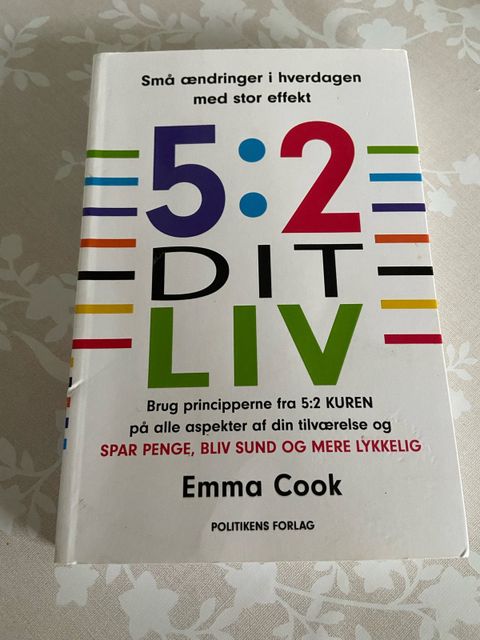 Små ændringer i hverdagen
med stor effekt
5:2
DIT
LIV
Brug principperne fra 5:2 KUREN
på alle aspekter af din tilværelse og
SPAR PENGE, BLIV SUND OG MERE LYKKELIG
Emma Cook
POLITIKENS FORLAG